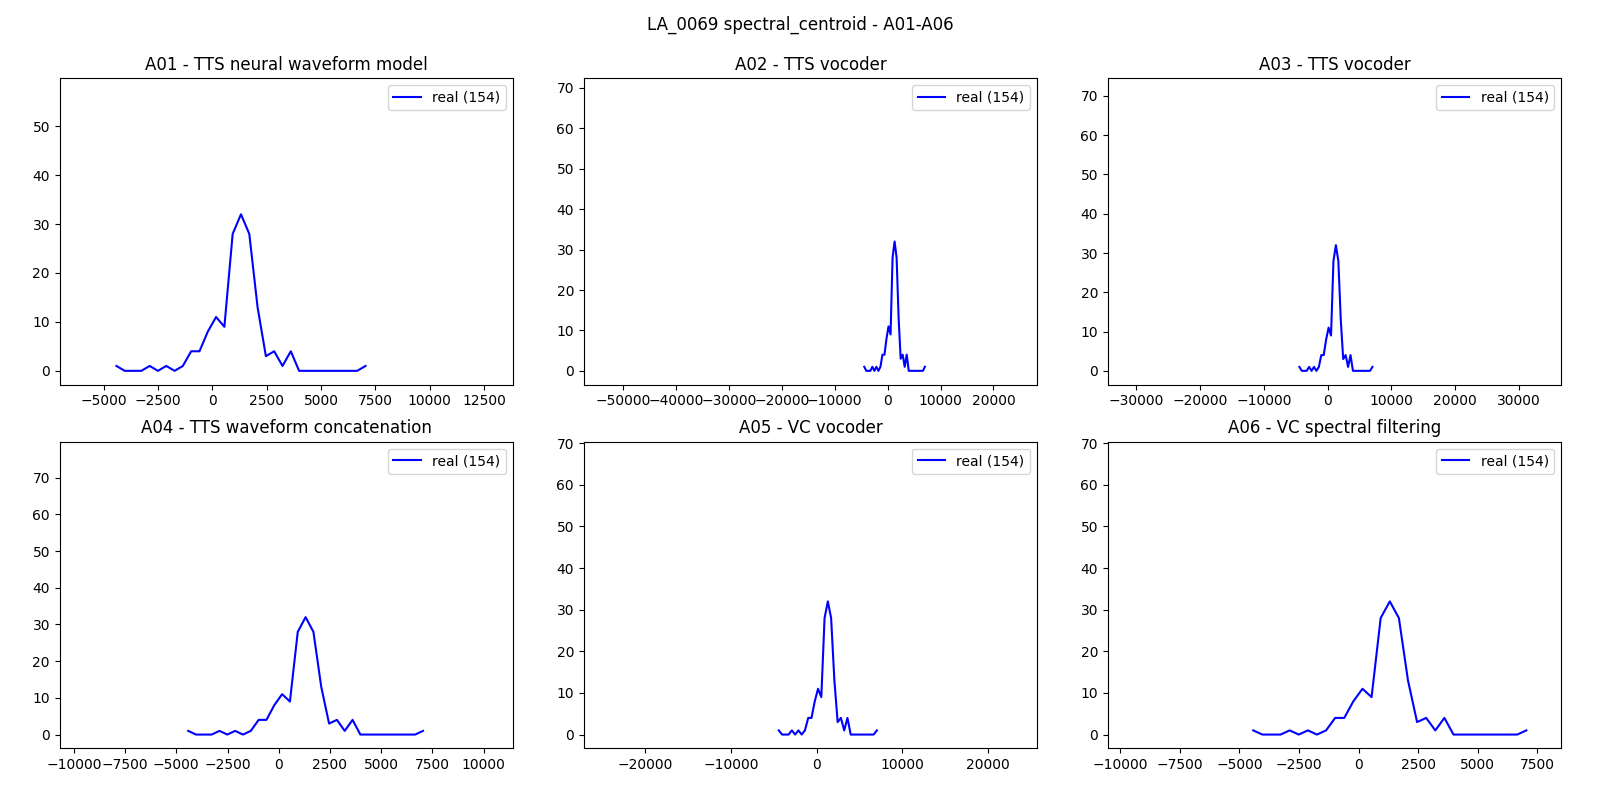 LA_0069 spectral_centroid - A01-A06
A01 - TTS neural waveform model
real (154)
50
40
30
20
10
0
−5000 −2500 0 2500 5000 7500 10000 12500
A02 - TTS vocoder
real (154)
70
60
50
40
30
20
10
0
−50000 −40000 −30000 −20000 −10000 0 10000 20000
A03 - TTS vocoder
real (154)
70
60
50
40
30
20
10
0
−30000 −20000 −10000 0 10000 20000 30000
A04 - TTS waveform concatenation
real (154)
70
60
50
40
30
20
10
0
−10000 −7500 −5000 −2500 0 2500 5000 7500 10000
A05 - VC vocoder
real (154)
70
60
50
40
30
20
10
0
−20000 −10000 0 10000 20000
A06 - VC spectral filtering
real (154)
70
60
50
40
30
20
10
0
−10000 −7500 −5000 −2500 0 2500 5000 7500